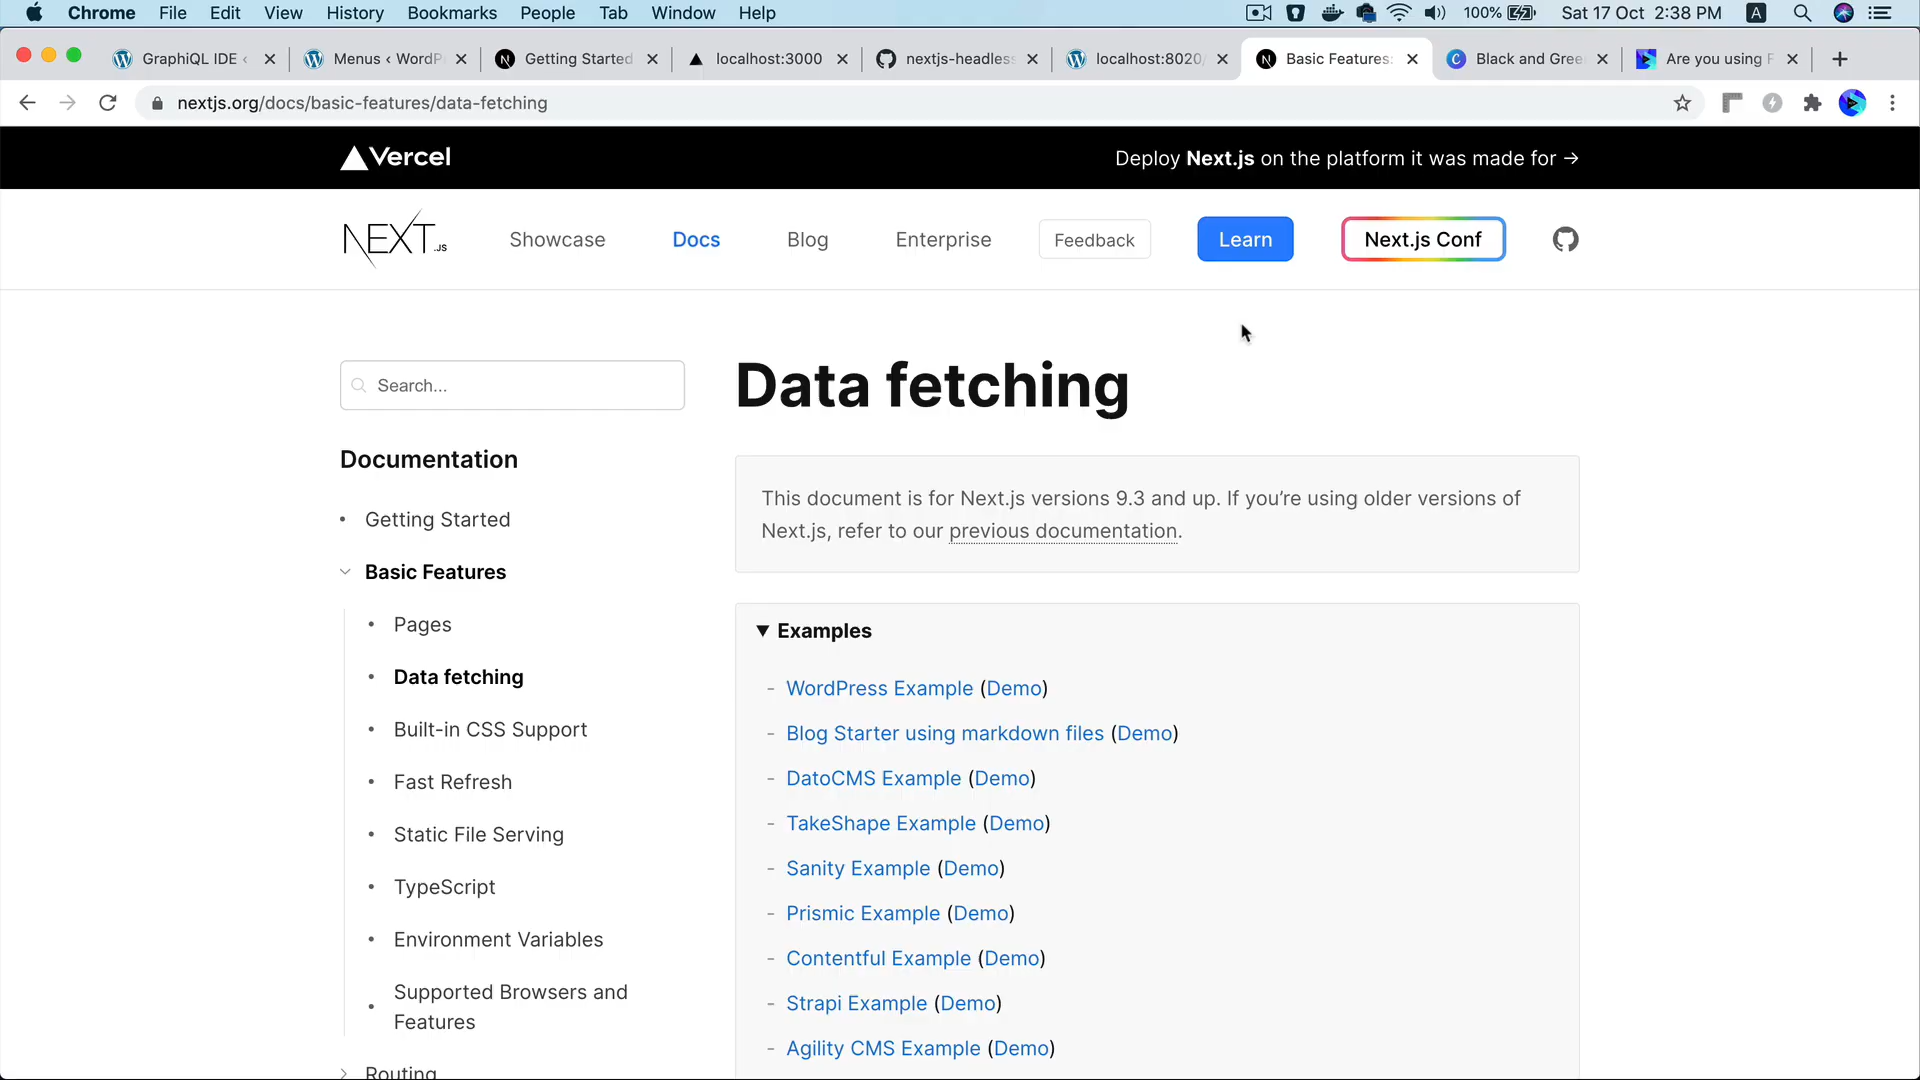 Chrome File Edit View History Bookmarks People Tab Window Help 100% Sat 17 Oct 2:38 PM A
GraphiQL IDE ‹ Menus ‹ WordP Getting Started localhost:3000 nextjs-headless localhost:8020/ Basic Features: Black and Gree Are you using F
nextjs.org/docs/basic-features/data-fetching
Vercel Deploy Next.js on the platform it was made for →
NEXT.JS Showcase Docs Blog Enterprise Feedback Learn Next.js Conf
Search...
Documentation
• Getting Started
Basic Features
• Pages
• Data fetching
• Built-in CSS Support
• Fast Refresh
• Static File Serving
• TypeScript
• Environment Variables
• Supported Browsers and
Features
Routing
Data fetching
This document is for Next.js versions 9.3 and up. If you’re using older versions of
Next.js, refer to our previous documentation.
▼ Examples
- WordPress Example (Demo)
- Blog Starter using markdown files (Demo)
- DatoCMS Example (Demo)
- TakeShape Example (Demo)
- Sanity Example (Demo)
- Prismic Example (Demo)
- Contentful Example (Demo)
- Strapi Example (Demo)
- Agility CMS Example (Demo)